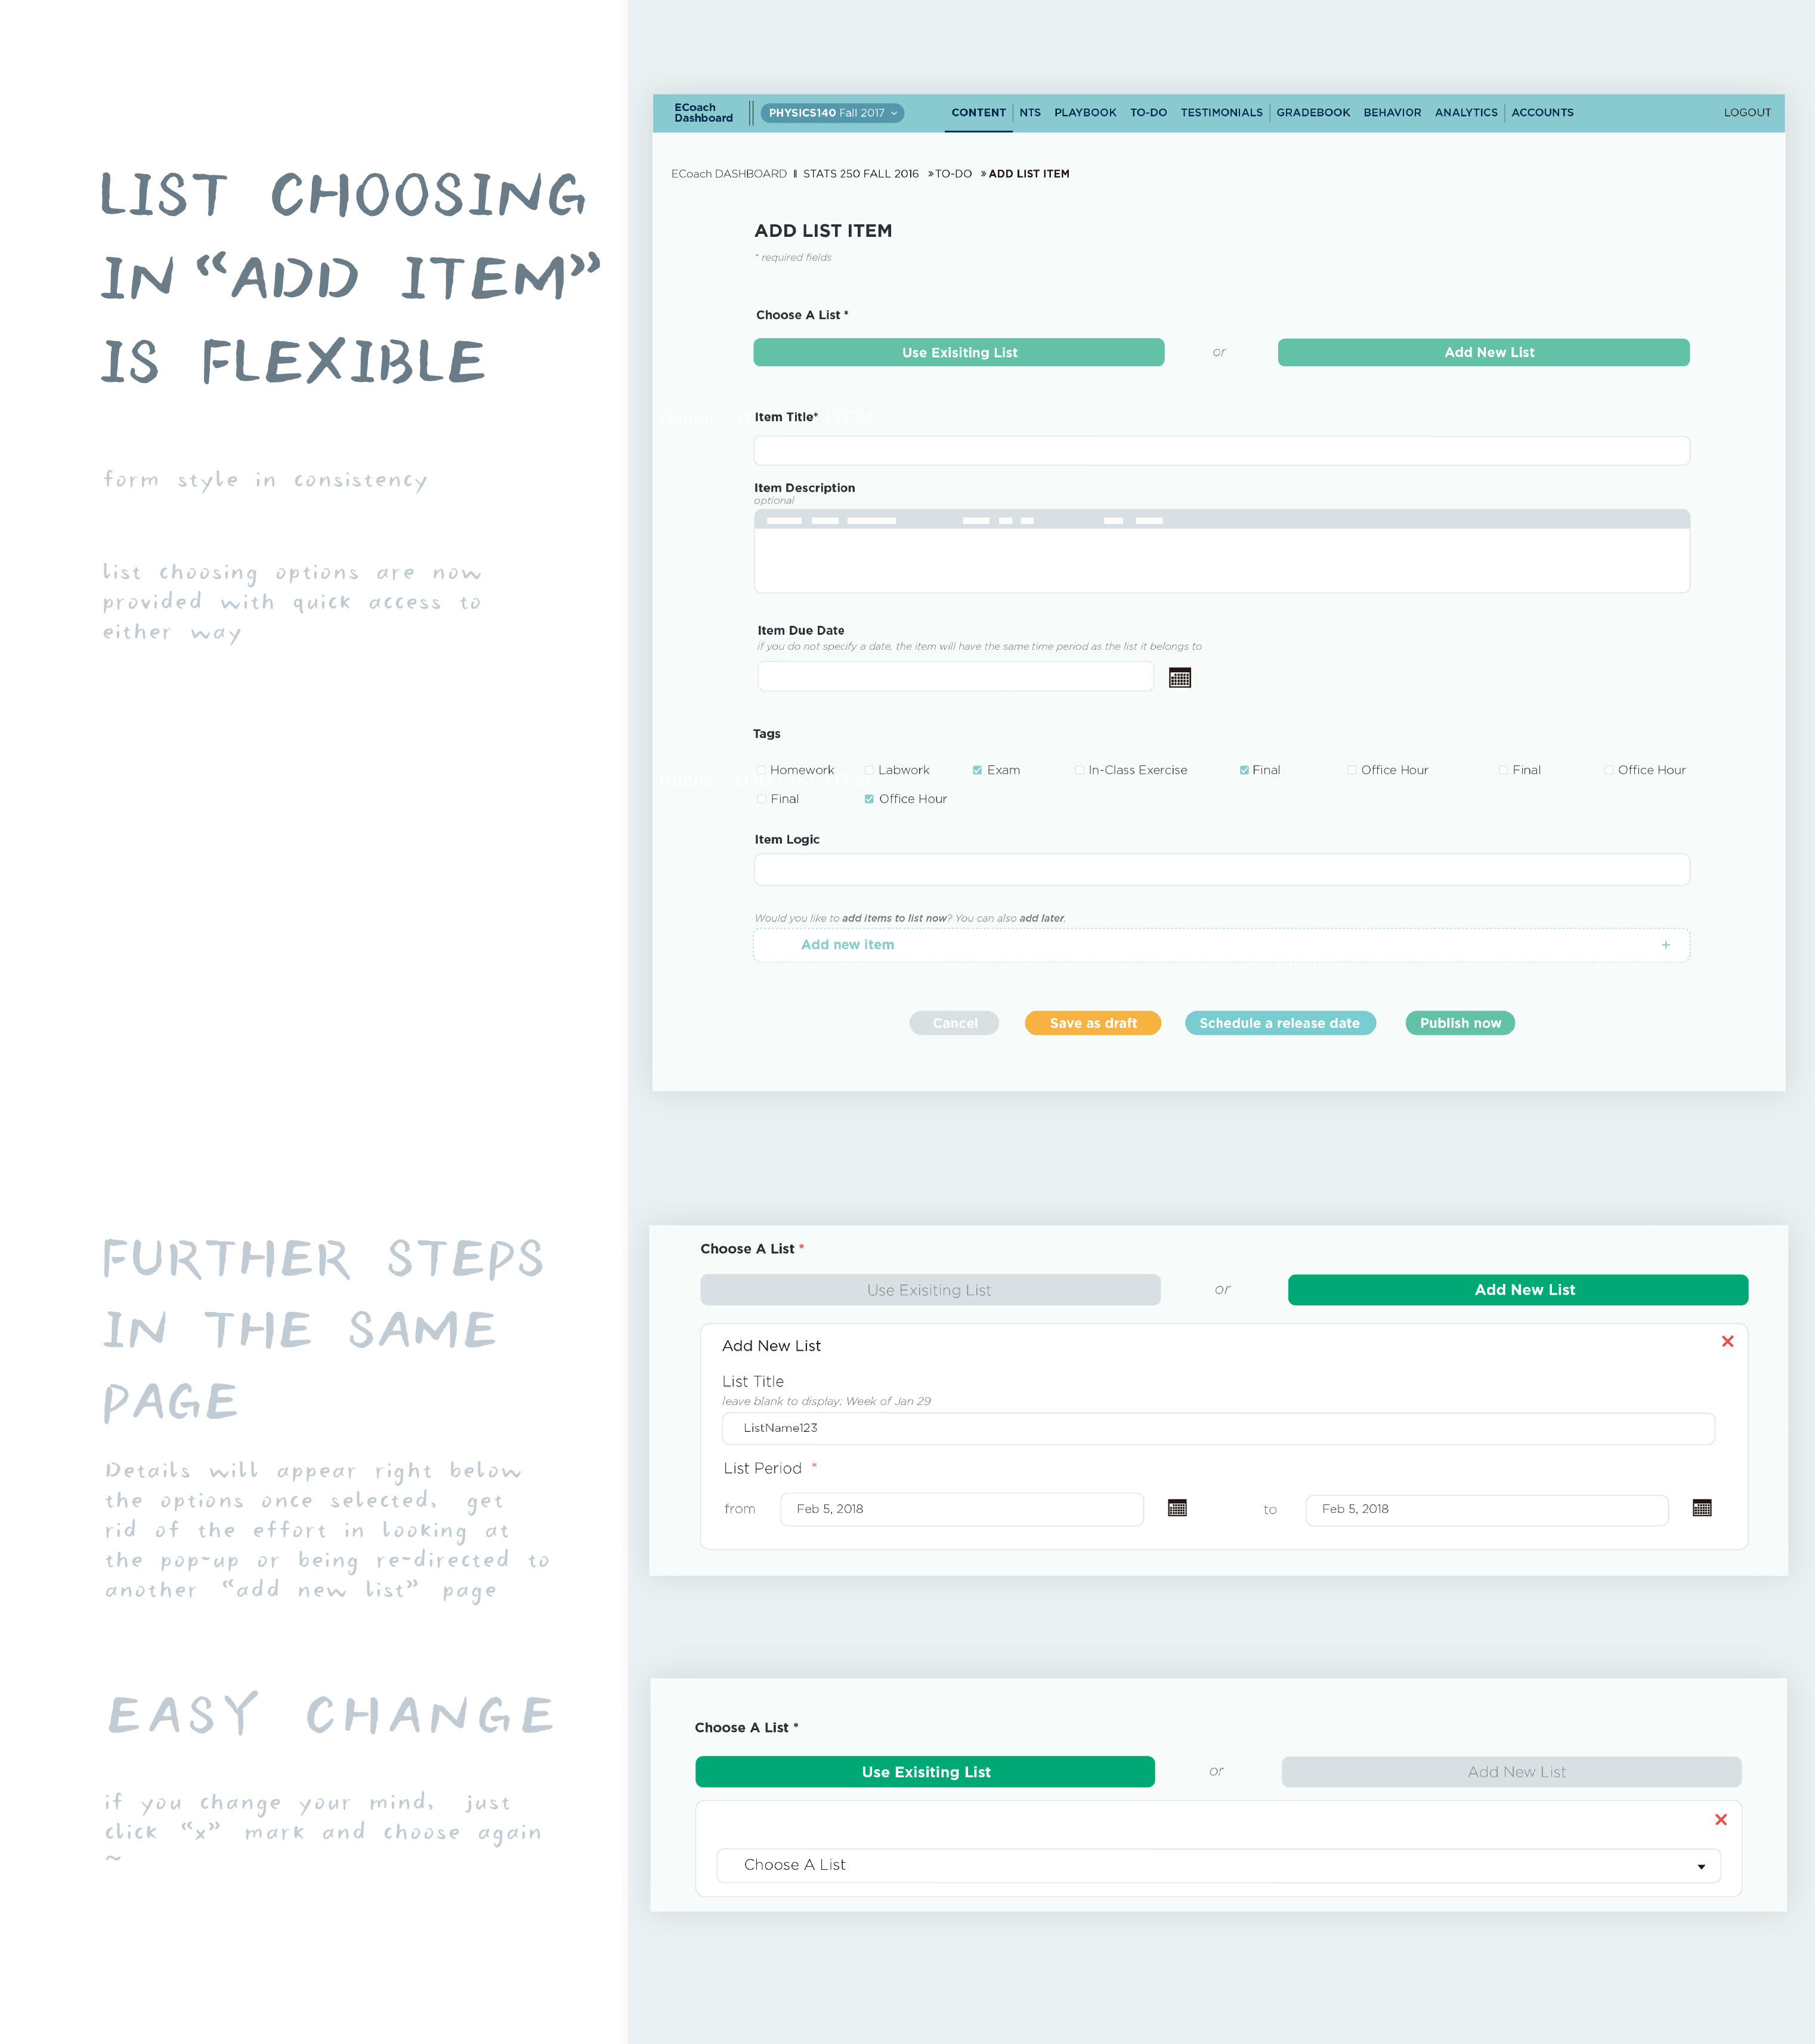 LIST CHOOSING
IN “ADD ITEM”
IS FLEXIBLE
form style in consistency
list choosing options are now
provided with quick access to
either way
ECoach
Dashboard
PHYSICS140 Fall 2017
CONTENT NTS PLAYBOOK TO-DO TESTIMONIALS GRADEBOOK BEHAVIOR ANALYTICS ACCOUNTS LOGOUT
ECoach DASHBOARD || STATS 250 FALL 2016 »TO-DO » ADD LIST ITEM
ADD LIST ITEM
* required fields
Choose A List *
Use Exisiting List or Add New List
Item Title*
Item Description
optional
Item Due Date
if you do not specify a date, the item will have the same time period as the list it belongs to
Tags
Homework Labwork Exam In-Class Exercise Final Office Hour Final Office Hour
Final Office Hour
Item Logic
Would you like to add items to list now? You can also add later.
Add new item +
Cancel Save as draft Schedule a release date Publish now
FURTHER STEPS
IN THE SAME
PAGE
Details will appear right below
the options once selected, get
rid of the effort in looking at
the pop-up or being re-directed to
another “add new list” page
Choose A List *
Use Exisiting List or Add New List
Add New List
List Title
leave blank to display: Week of Jan 29
ListName123
List Period *
from Feb 5, 2018 to Feb 5, 2018
EASY CHANGE
if you change your mind, just
click “x” mark and choose again
~
Choose A List *
Use Exisiting List or Add New List
Choose A List